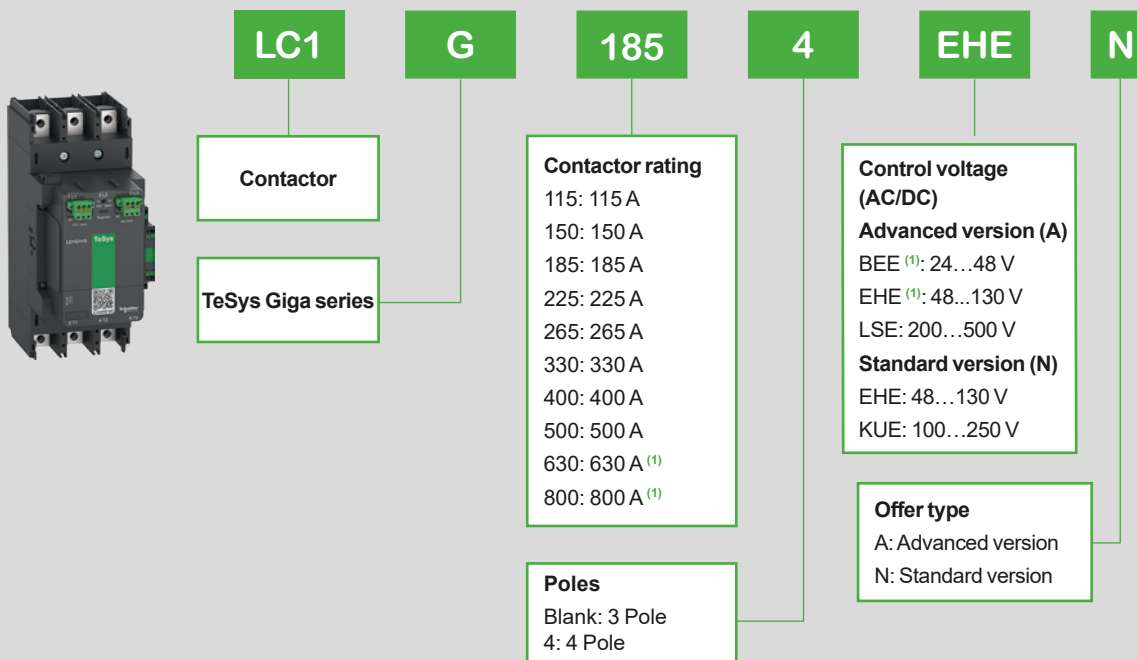 LC1
G
185
4
EHE
N
Contactor
TeSys Giga series
Contactor rating
115: 115 A
150: 150 A
185: 185 A
225: 225 A
265: 265 A
330: 330 A
400: 400 A
500: 500 A
630: 630 A (1)
800: 800 A (1)
Poles
Blank: 3 Pole
4: 4 Pole
Control voltage
(AC/DC)
Advanced version (A)
BEE (1): 24…48 V
EHE (1): 48...130 V
LSE: 200…500 V
Standard version (N)
EHE: 48…130 V
KUE: 100…250 V
Offer type
A: Advanced version
N: Standard version
TeSys